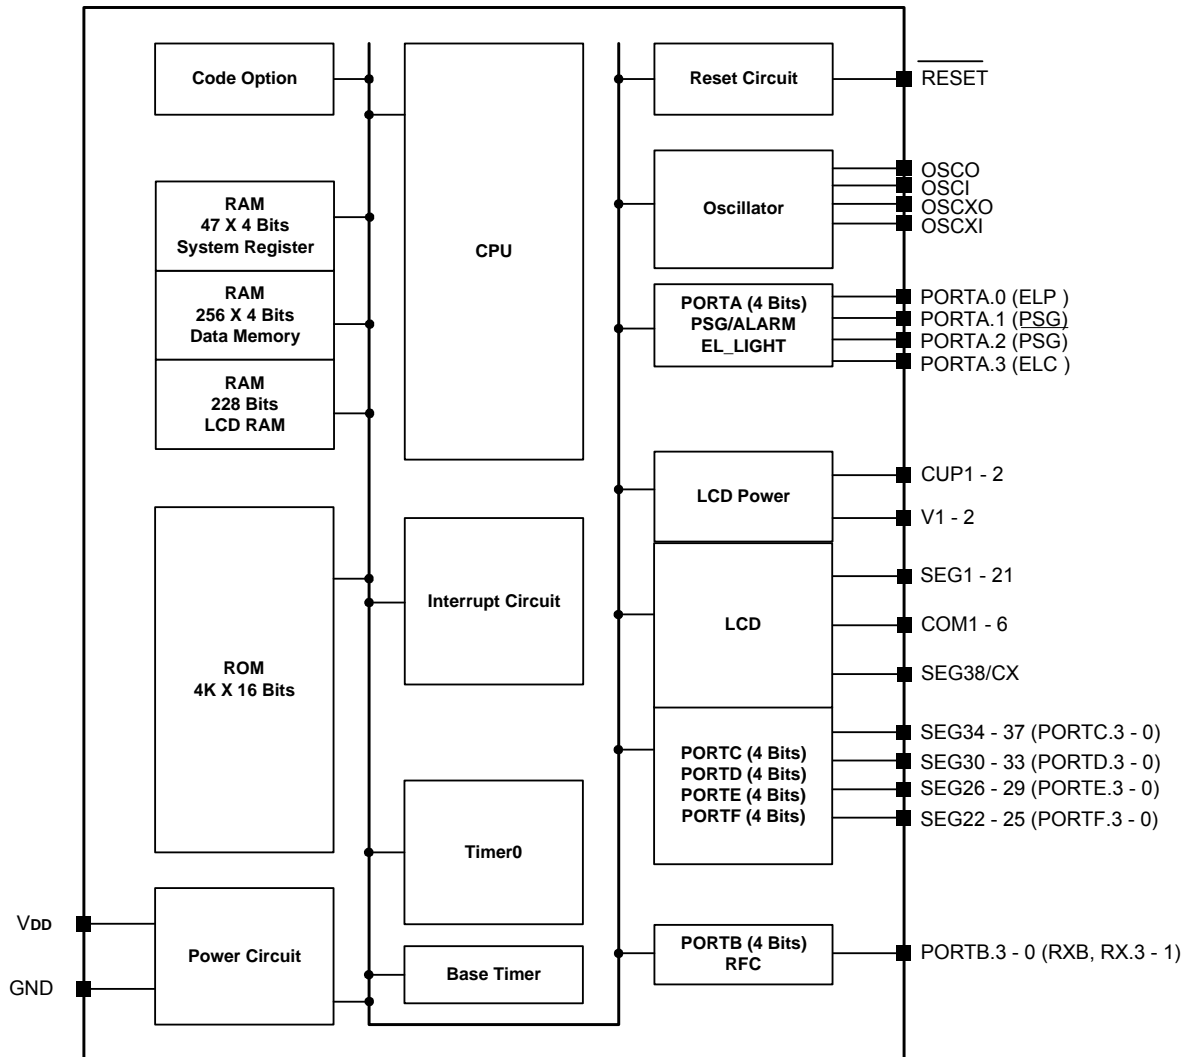 Code Option
RAM
47 X 4 Bits
System Register
RAM
256 X 4 Bits
Data Memory
RAM
228 Bits
LCD RAM
ROM
4K X 16 Bits
VDD
GND
Power Circuit
CPU
Interrupt Circuit
Timer0
Base Timer
Reset Circuit
RESET
Oscillator
OSCO
OSCI
OSCXO
OSCXI
PORTA (4 Bits)
PSG/ALARM
EL_LIGHT
PORTA.0 (ELP )
PORTA.1 (PSG)
PORTA.2 (PSG)
PORTA.3 (ELC )
LCD Power
CUP1 - 2
V1 - 2
LCD
SEG1 - 21
COM1 - 6
SEG38/CX
PORTC (4 Bits)
PORTD (4 Bits)
PORTE (4 Bits)
PORTF (4 Bits)
SEG34 - 37 (PORTC.3 - 0)
SEG30 - 33 (PORTD.3 - 0)
SEG26 - 29 (PORTE.3 - 0)
SEG22 - 25 (PORTF.3 - 0)
PORTB (4 Bits)
RFC
PORTB.3 - 0 (RXB, RX.3 - 1)